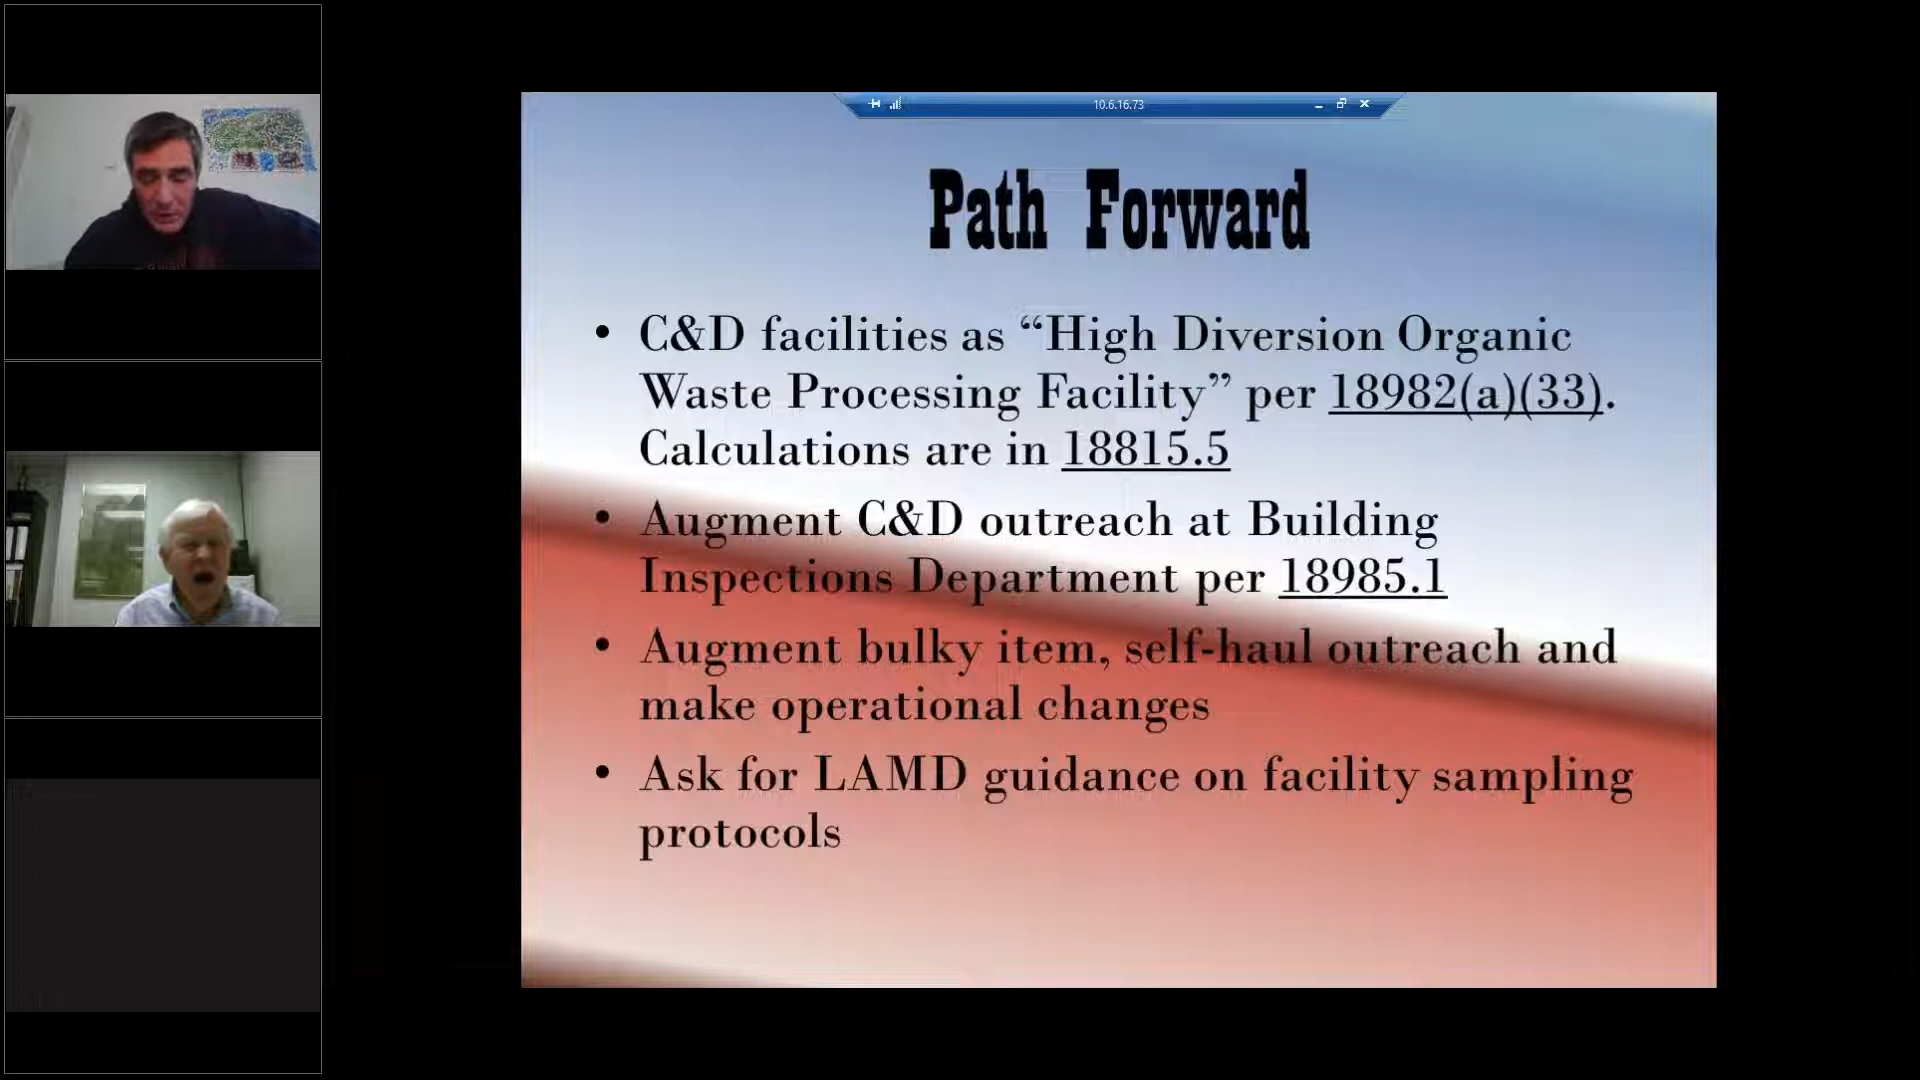 10.6.16.73
Path Forward
• C&D facilities as “High Diversion Organic
Waste Processing Facility” per 18982(a)(33).
Calculations are in 18815.5
• Augment C&D outreach at Building
Inspections Department per 18985.1
• Augment bulky item, self-haul outreach and
make operational changes
• Ask for LAMD guidance on facility sampling
protocols